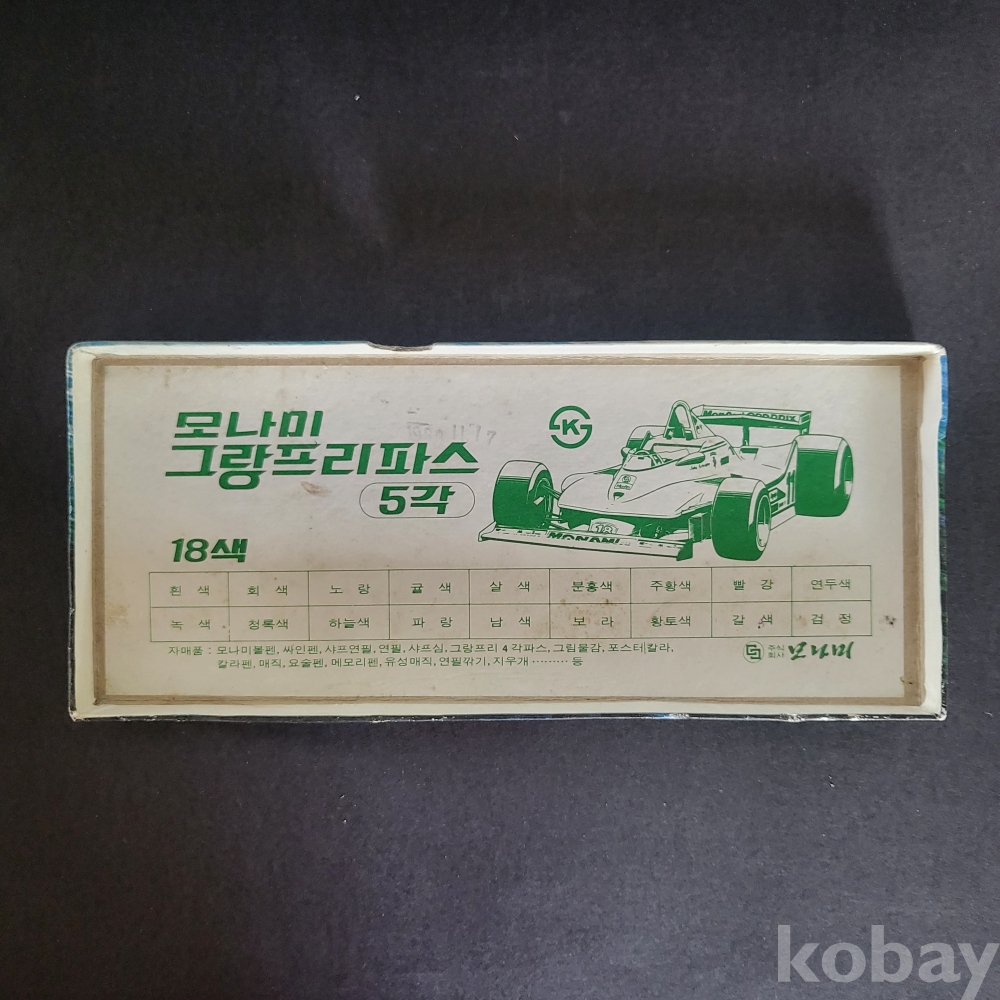 모나미
그랑프리파스
5각
K
18색
MONAMI
18
흰 색 회 색 노 랑 귤 색 살 색 분홍색 주황색 빨 강 연두색
녹 색 청록색 하늘색 파 랑 남 색 보 라 황토색 갈 색 검 정
자매품 : 모나미볼펜, 싸인펜, 샤프연필, 연필, 샤프심, 그랑프리 4각파스, 그림물감, 포스터칼라,
칼라펜, 매직, 요술펜, 메모리펜, 유성매직, 연필깎기, 지우개 ········· 등
주식회사 모나미
kobay